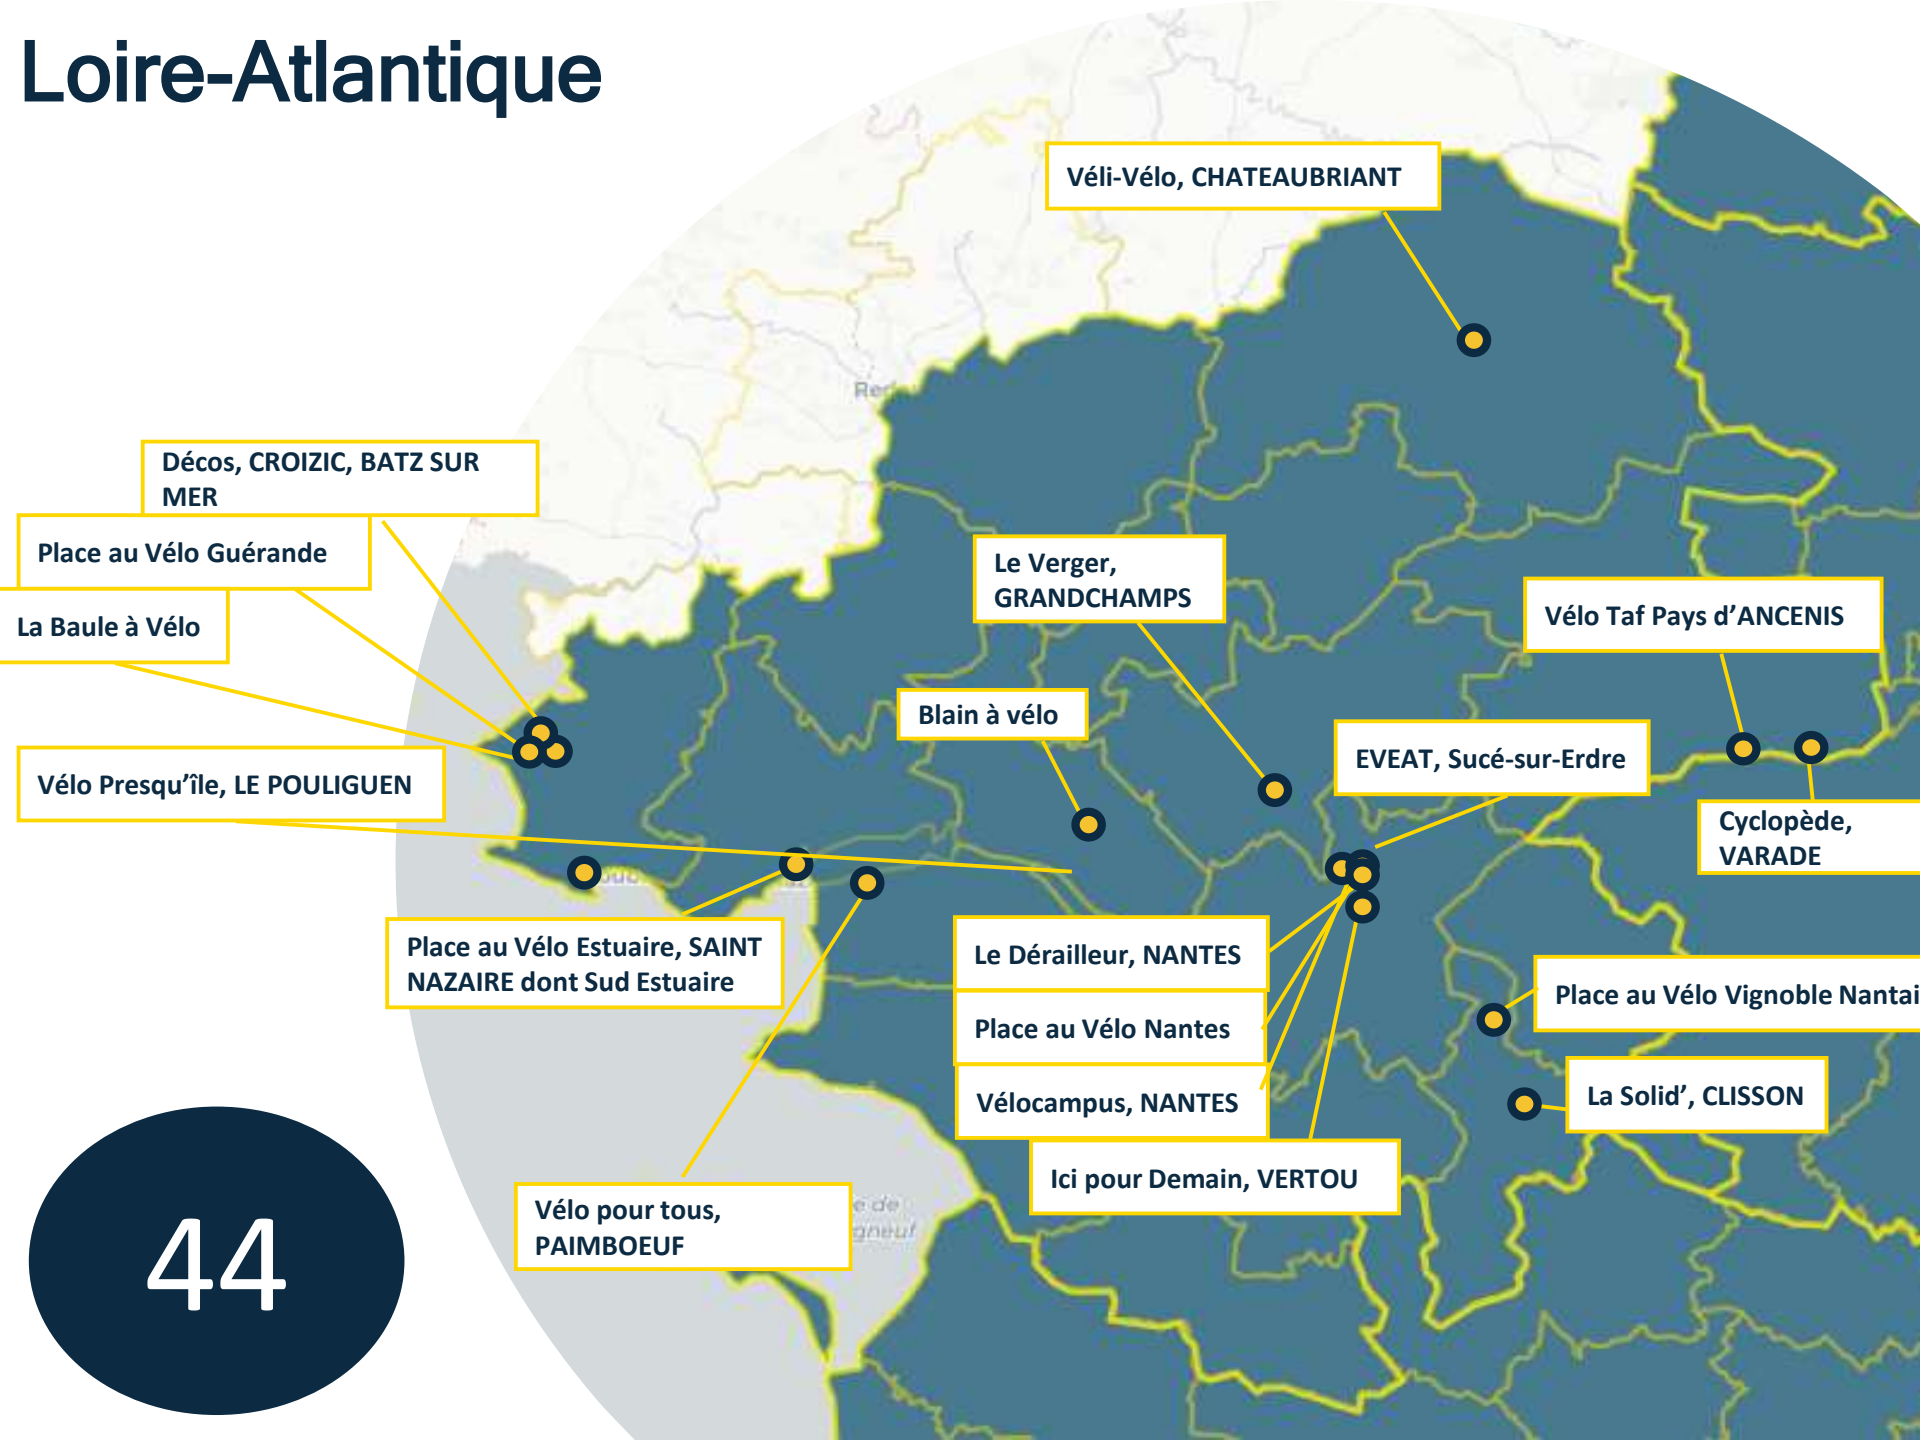 Loire-Atlantique
Véli-Vélo, CHATEAUBRIANT
Décos, CROIZIC, BATZ SUR
MER
Place au Vélo Guérande
La Baule à Vélo
Vélo Presqu’île, LE POULIGUEN
Le Verger,
GRANDCHAMPS
Vélo Taf Pays d’ANCENIS
Blain à vélo
EVEAT, Sucé-sur-Erdre
Cyclopède,
VARADE
Place au Vélo Estuaire, SAINT
NAZAIRE dont Sud Estuaire
Le Dérailleur, NANTES
Place au Vélo Nantes
Vélocampus, NANTES
Ici pour Demain, VERTOU
Place au Vélo Vignoble Nantai
La Solid’, CLISSON
Vélo pour tous,
PAIMBOEUF
44